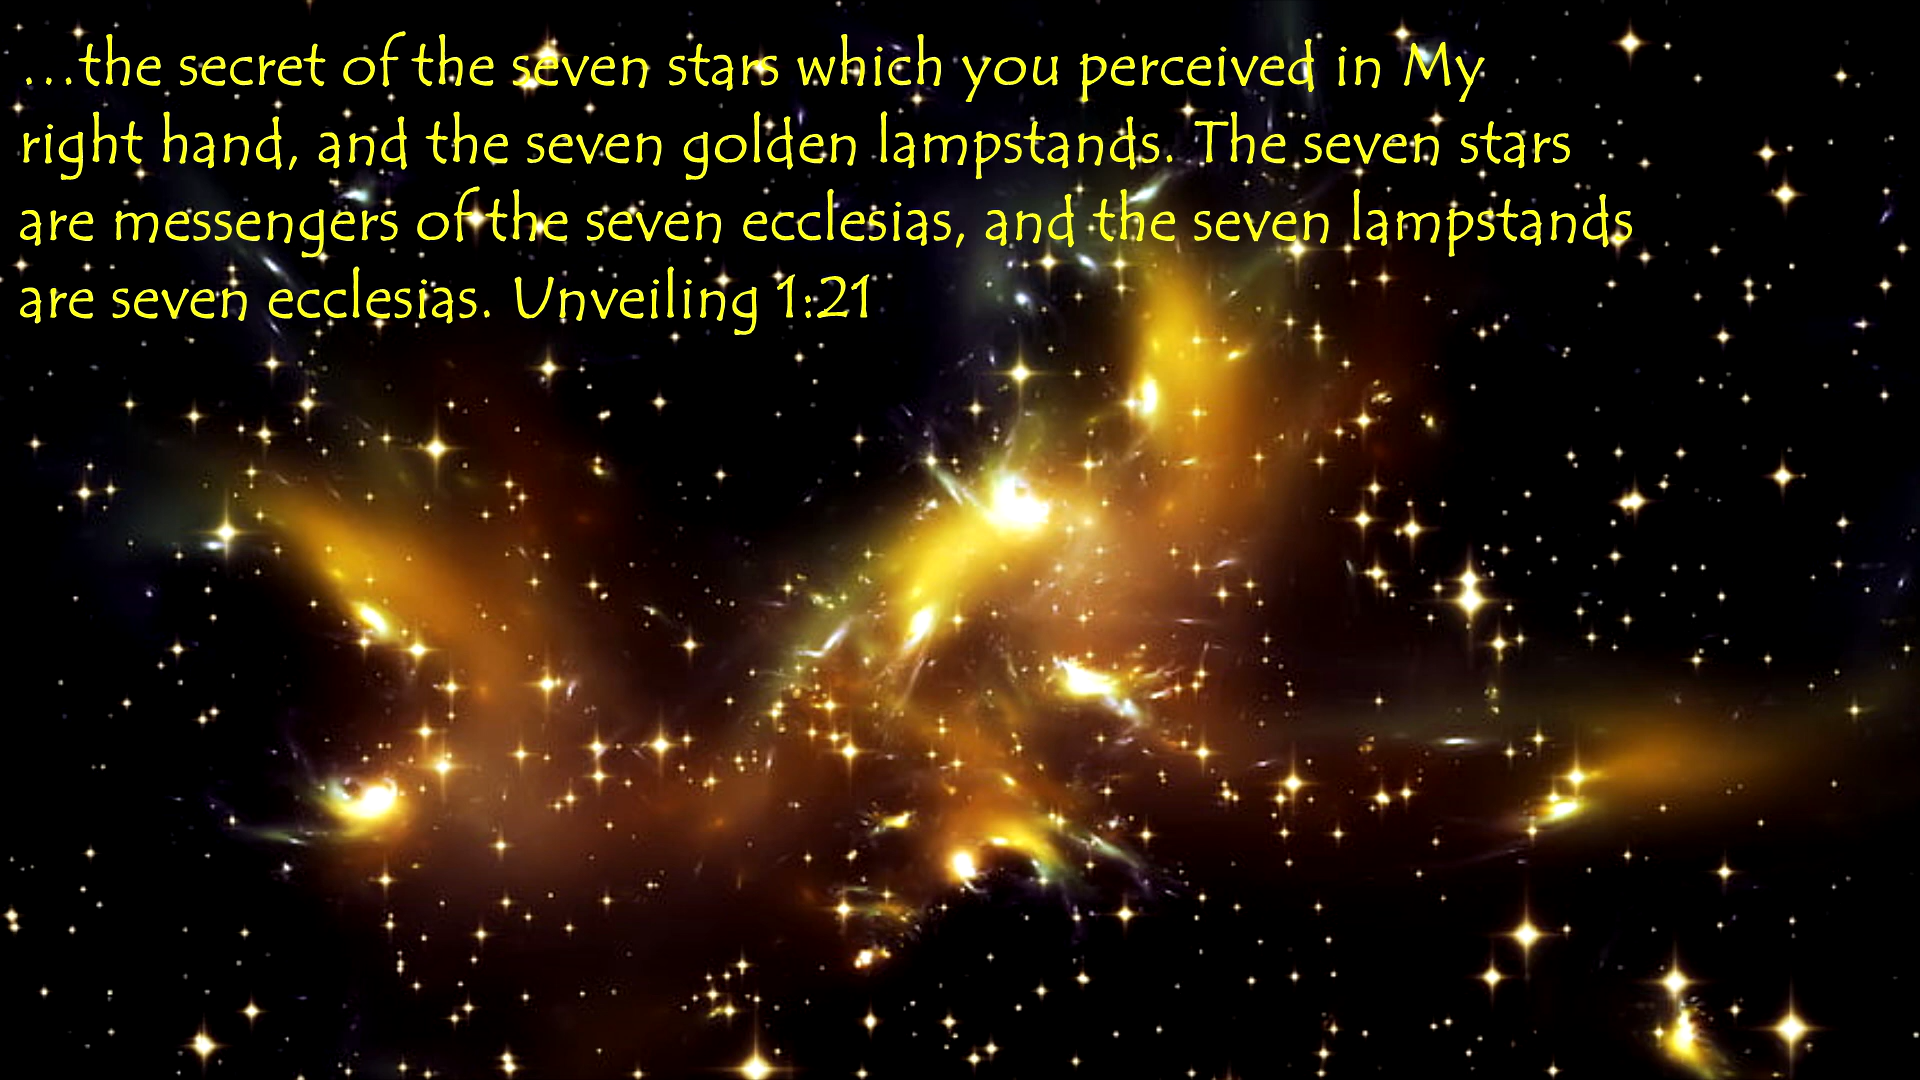 ...the secret of the seven stars which you perceived in My
right hand, and the seven golden lampstands. The seven stars
are messengers of the seven ecclesias, and the seven lampstands
are seven ecclesias. Unveiling 1:21